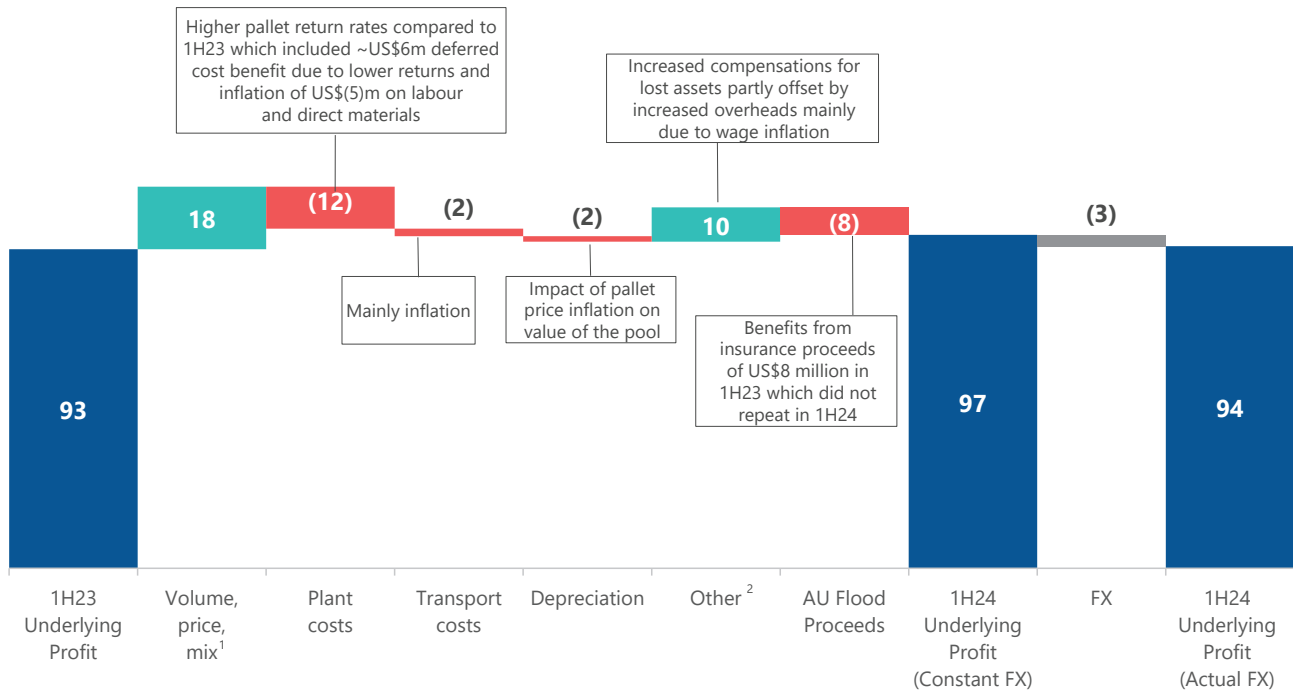 Higher pallet return rates compared to
1H23 which included ~US$6m deferred
cost benefit due to lower returns and
inflation of US$(5)m on labour
and direct materials
Increased compensations for
lost assets partly offset by
increased overheads mainly
due to wage inflation
18
(12)
(2)
(2)
10
(8)
(3)
Mainly inflation
Impact of pallet
price inflation on
value of the pool
Benefits from
insurance proceeds
of US$8 million in
1H23 which did not
repeat in 1H24
93
97
94
1H23
Underlying
Profit
Volume,
price,
mix1
Plant
costs
Transport
costs
Depreciation
Other 2
AU Flood
Proceeds
1H24
Underlying
Profit
(Constant FX)
FX
1H24
Underlying
Profit
(Actual FX)